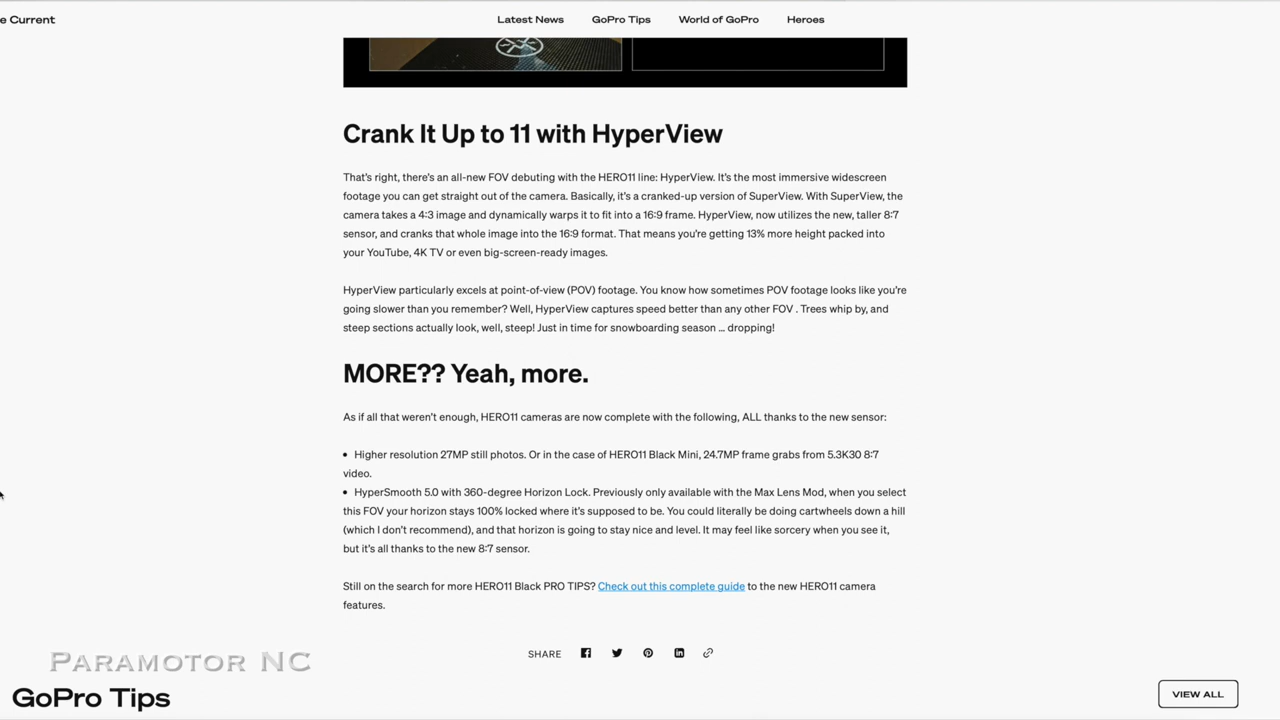 e Current
Latest News
GoPro Tips
World of GoPro
Heroes
Crank It Up to 11 with HyperView
That's right, there's an all-new FOV debuting with the HERO11 line: HyperView. It's the most immersive widescreen
footage you can get straight out of the camera. Basically, it's a cranked-up version of SuperView. With SuperView, the
camera takes a 4:3 image and dynamically warps it to fit into a 16:9 frame. HyperView, now utilizes the new, taller 8:7
sensor, and cranks that whole image into the 16:9 format. That means you're getting 13% more height packed into
your YouTube, 4K TV or even big-screen-ready images.
HyperView particularly excels at point-of-view (POV) footage. You know how sometimes POV footage looks like you're
going slower than you remember? Well, HyperView captures speed better than any other FOV . Trees whip by, and
steep sections actually look, well, steep! Just in time for snowboarding season ... dropping!
MORE?? Yeah, more.
As if all that weren't enough, HERO11 cameras are now complete with the following, ALL thanks to the new sensor:
• Higher resolution 27MP still photos. Or in the case of HERO11 Black Mini, 24.7MP frame grabs from 5.3K30 8:7
video.
• HyperSmooth 5.0 with 360-degree Horizon Lock. Previously only available with the Max Lens Mod, when you select
this FOV your horizon stays 100% locked where it's supposed to be. You could literally be doing cartwheels down a hill
(which I don't recommend), and that horizon is going to stay nice and level. It may feel like sorcery when you see it,
but it's all thanks to the new 8:7 sensor.
Still on the search for more HERO11 Black PRO TIPS? Check out this complete guide to the new HERO11 camera
features.
SHARE
Paramotor NC
GoPro Tips
VIEW ALL